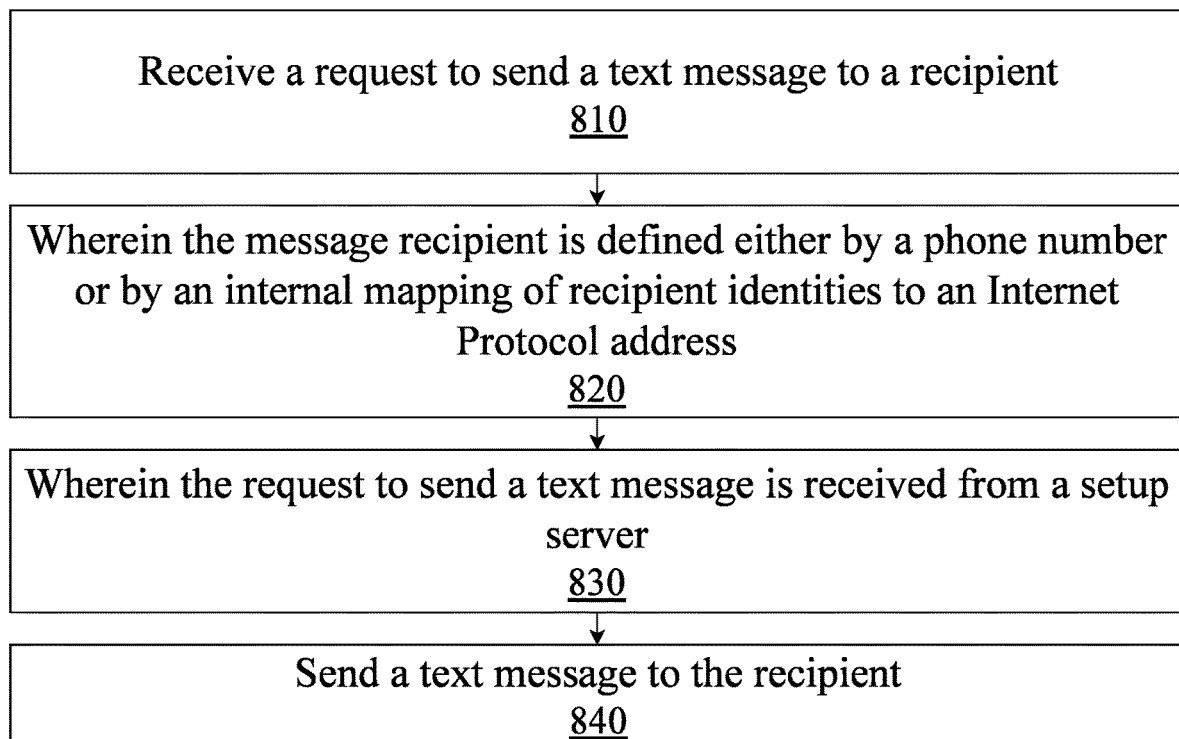 Receive a request to send a text message to a recipient
810
Wherein the message recipient is defined either by a phone number
or by an internal mapping of recipient identities to an Internet
Protocol address
820
Wherein the request to send a text message is received from a setup
server
830
Send a text message to the recipient
840